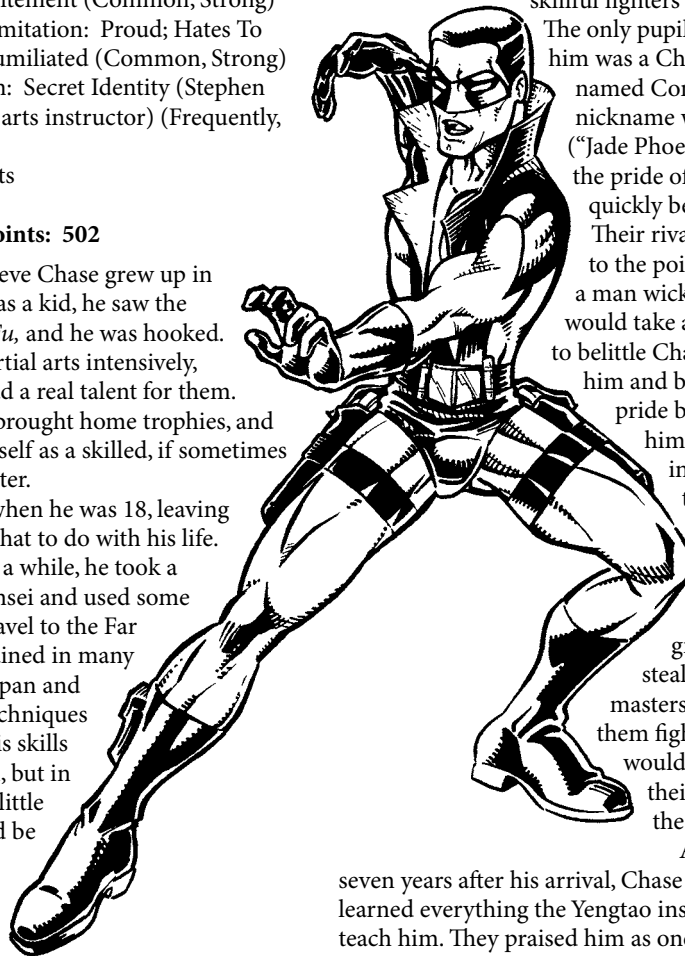 itement (Common, Strong)
mitation: Proud; Hates To
umiliated (Common, Strong)
n: Secret Identity (Stephen
arts instructor) (Frequently,
ts
oints: 502
eve Chase grew up in
as a kid, he saw the
Fu, and he was hooked.
rtial arts intensively,
d a real talent for them.
brought home trophies, and
self as a skilled, if sometimes
ter.
when he was 18, leaving
hat to do with his life.
a while, he took a
nsei and used some
avel to the Far
ained in many
pan and
chniques
is skills
, but in
little
d be
skillful fighters
The only pupil
him was a Ch
named Con
nickname w
(“Jade Phoe
the pride of
quickly be
Their riva
to the poi
a man wick
would take a
to belittle Cha
him and b
pride b
him
in
t
g
steal
masters
them figh
would
thei
the
A
seven years after his arrival, Chase
learned everything the Yengtao ins
teach him. They praised him as one